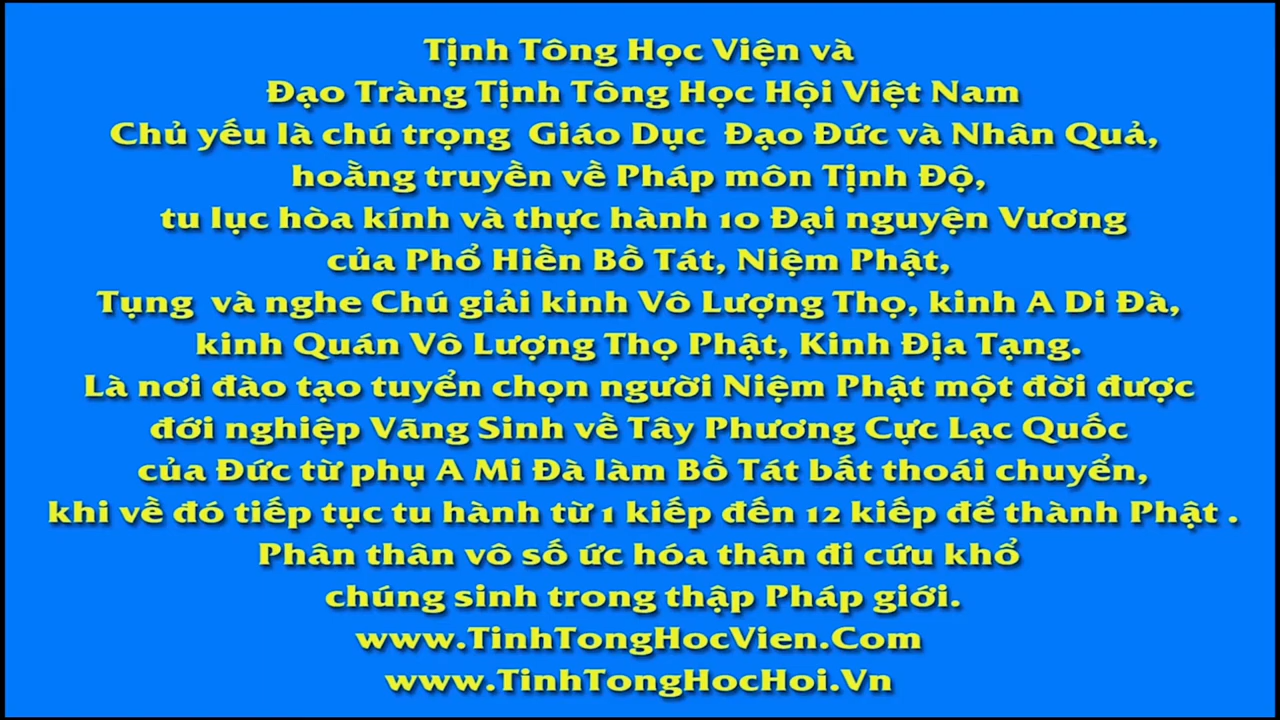 Tịnh Tông Học Viện và
Đạo Tràng Tịnh Tông Học Hội Việt Nam
Chủ yếu là chú trọng Giáo Dục Đạo Đức và Nhân Quả,
hoằng truyền về Pháp môn Tịnh Độ,
tu lục hòa kính và thực hành 10 Đại nguyện Vương
của Phổ Hiền Bồ Tát, Niệm Phật,
Tụng và nghe Chú giải kinh Vô Lượng Thọ, kinh A Di Đà,
kinh Quán Vô Lượng Thọ Phật, Kinh Địa Tạng.
Là nơi đào tạo tuyển chọn người Niệm Phật một đời được
đới nghiệp Vãng Sinh về Tây Phương Cực Lạc Quốc
của Đức từ phụ A Mi Đà làm Bồ Tát bất thoái chuyển,
khi về đó tiếp tục tu hành từ 1 kiếp đến 12 kiếp để thành Phật .
Phân thân vô số ức hóa thân đi cứu khổ
chúng sinh trong thập Pháp giới.
www.TinhTongHocVien.Com
www.TinhTongHocHoi.Vn